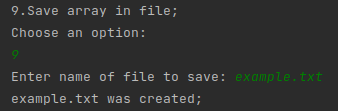 9.Save array in file;
Choose an option:
9
Enter name of file to save: example.txt
example.txt was created;